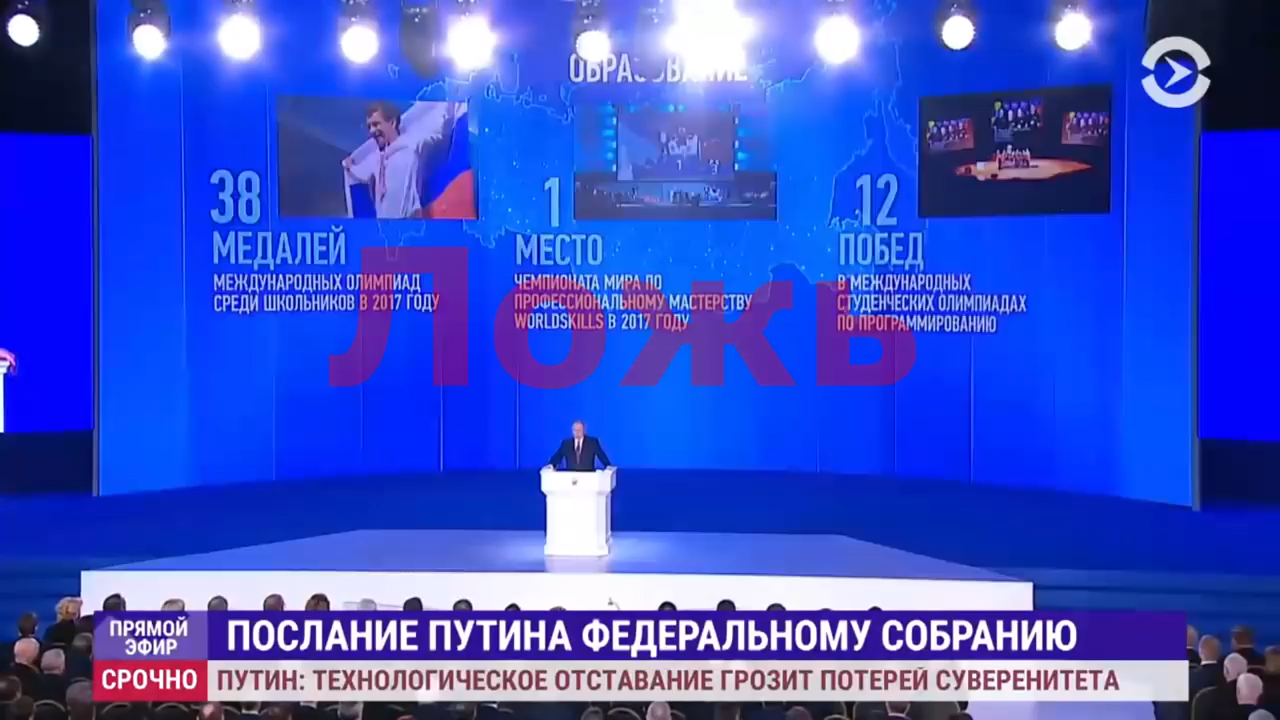 ОБРАЗОВАНИЕ
38
МЕДАЛЕЙ
МЕЖДУНАРОДНЫХ ОЛИМПИАД
СРЕДИ ШКОЛЬНИКОВ В 2017 ГОДУ
1
МЕСТО
ЧЕМПИОНАТА МИРА ПО
ПРОФЕССИОНАЛЬНОМУ МАСТЕРСТВУ
WORLDSKILLS В 2017 ГОДУ
12
ПОБЕД
В МЕЖДУНАРОДНЫХ
СТУДЕНЧЕСКИХ ОЛИМПИАДАХ
ПО ПРОГРАММИРОВАНИЮ
Ложь
ПРЯМОЙ
ЭФИР
ПОСЛАНИЕ ПУТИНА ФЕДЕРАЛЬНОМУ СОБРАНИЮ
СРОЧНО
ПУТИН: ТЕХНОЛОГИЧЕСКОЕ ОТСТАВАНИЕ ГРОЗИТ ПОТЕРЕЙ СУВЕРЕНИТЕТА